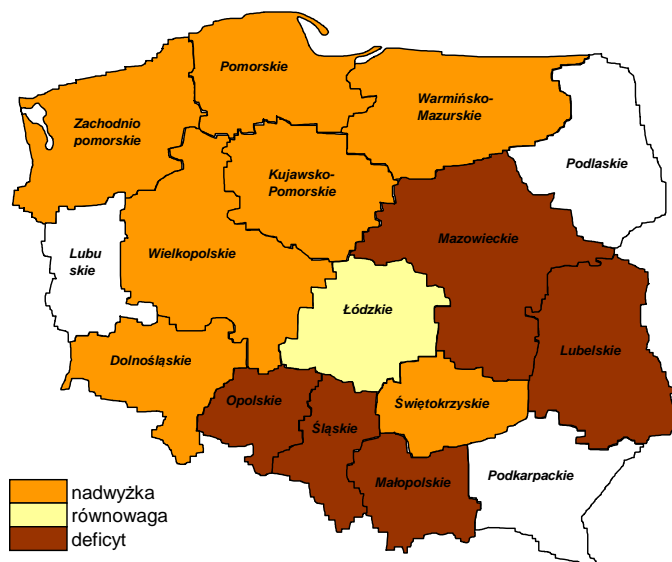 Pomorskie
Warmińsko-
Mazurskie
Zachodnio
pomorskie
Podlaskie
Kujawsko-
Pomorskie
Mazowieckie
Lubu
skie
Wielkopolskie
Łódzkie
Lubelskie
Dolnośląskie
Opolskie
Świętokrzyskie
Śląskie
Podkarpackie
Małopolskie
nadwyżka
równowaga
deficyt